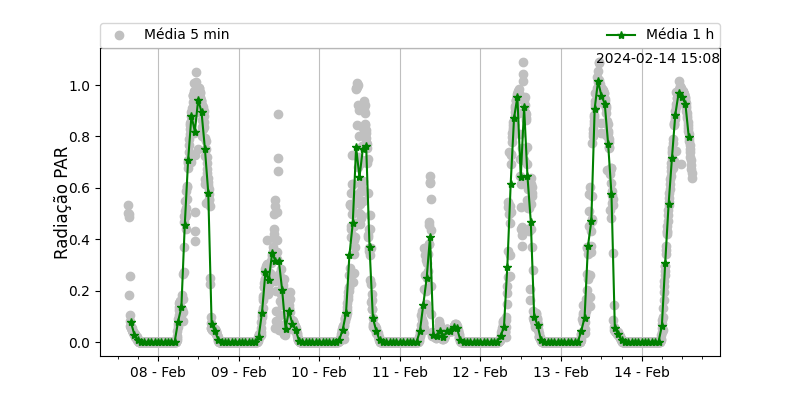 Média 5 min
Média 1 h
2024-02-14 15:08
Radiação PAR
1.0
0.8
0.6
0.4
0.2
0.0
08 - Feb
09 - Feb
10 - Feb
11 - Feb
12 - Feb
13 - Feb
14 - Feb